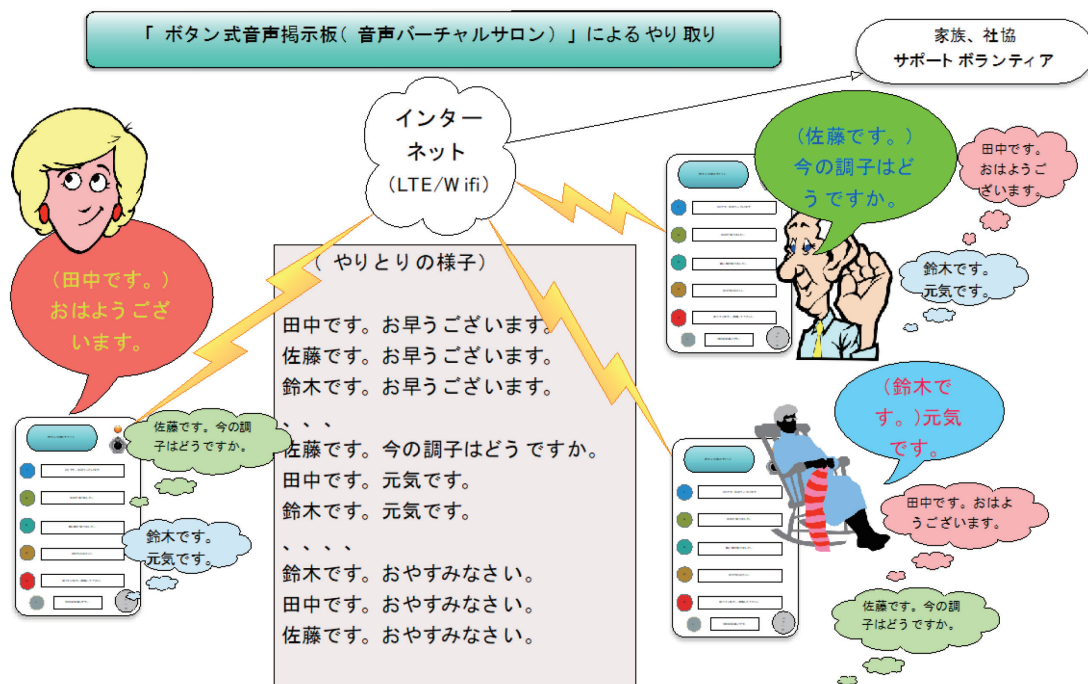 「 ボタン式音声掲示板( 音声バーチャルサロン) 」によるやり取り
家族、社協
サポートボランティア
インター
ネット
(LTE/Wifi)
(田中です。)
おはようござ
います。
(佐藤です。)
今の調子はど
うですか。
田中です。
おはようご
ざいます。
鈴木です。
元気です。
( やりとりの様子)
田中です。お早うございます。
佐藤です。お早うございます。
鈴木です。お早うございます。
、、、
佐藤です。今の調子はどうですか。
田中です。元気です。
鈴木です。元気です。
、、、、
鈴木です。おやすみなさい。
田中です。おやすみなさい。
佐藤です。おやすみなさい。
佐藤です。今の調
子はどうですか。
鈴木です。
元気です。
(鈴木で
す。)元気
です。
田中です。おはよ
うございます。
佐藤です。今の調
子はどうですか。